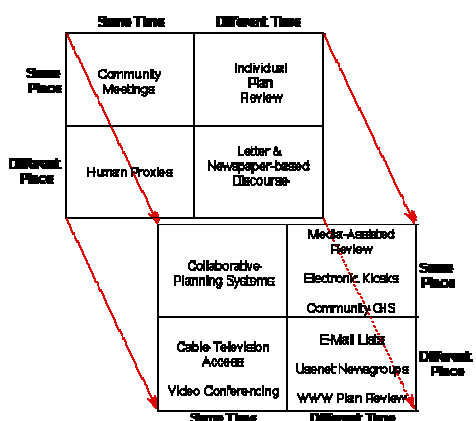 Same Time Different Time
Same
Place
Community
Meetings
Individual
Plan
Review
Different
Place
Human Proxies
Letter &
Newspaper-based
Discourse
Collaborative-
Planning Systems
Media-Assisted
Review
Electronic Kiosks
Community GIS
Same
Place
Cable Television
Access
Video Conferencing
E-Mail Lists
Usenet Newsgroups
WWW Plan Review
Different
Place
Same Time Different Time